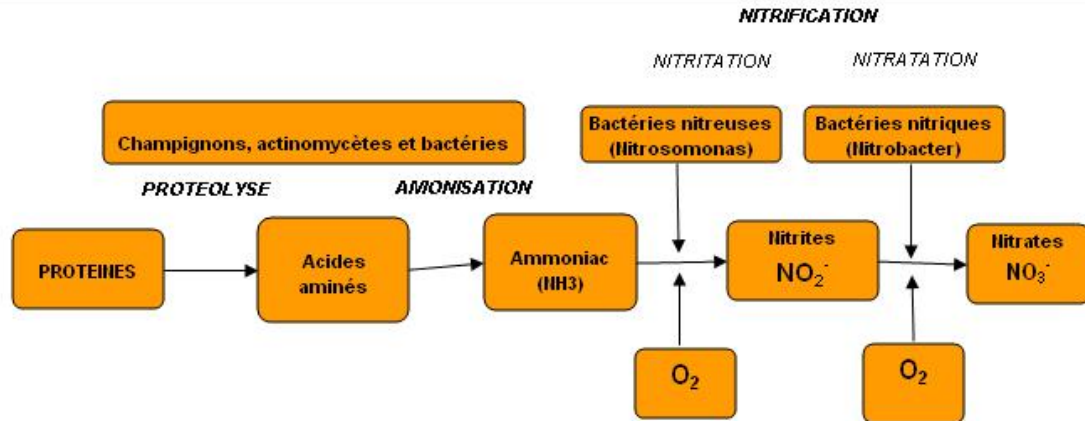 NITRIFICATION
NITRITATION
NITRATATION
Champignons, actinomycètes et bactéries
Bactéries nitreuses
(Nitrosomonas)
Bactéries nitriques
(Nitrobacter)
PROTEOLYSE
AMONISATION
PROTEINES
Acides
aminés
Ammoniac
(NH3)
Nitrites
NO₂⁻
Nitrates
NO₃⁻
O₂
O₂